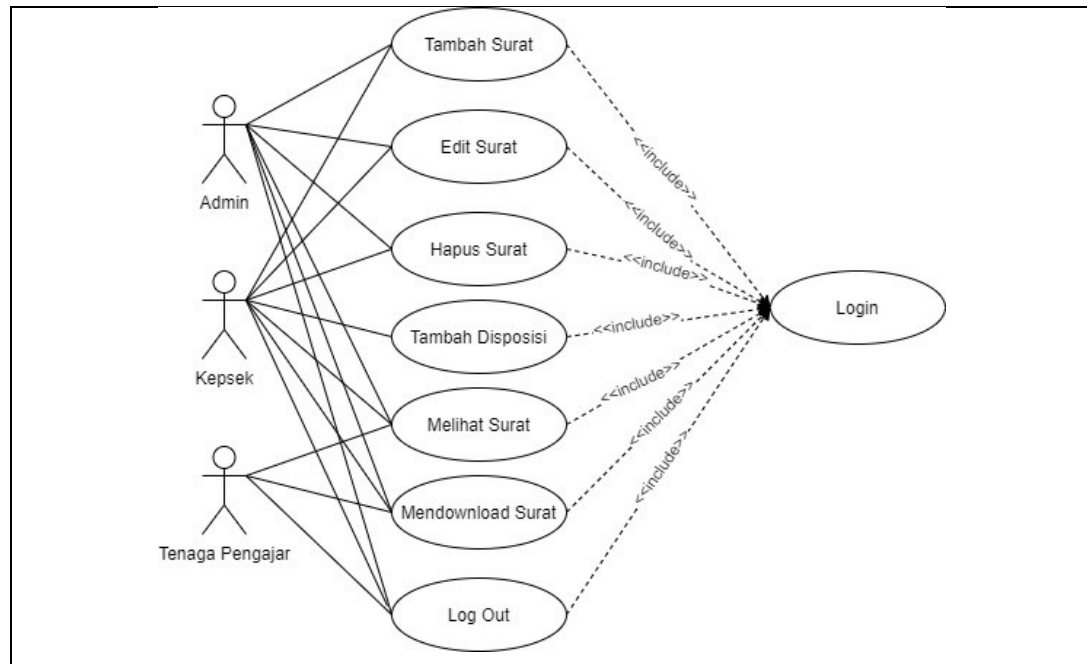 Tambah Surat
Edit Surat
Hapus Surat
Tambah Disposisi
Melihat Surat
Mendownload Surat
Log Out
Admin
Kepsek
Tenaga Pengajar
<<include>>
<<include>>
<<include>>
<<include>>
<<include>>
<<include>>
<<include>>
Login